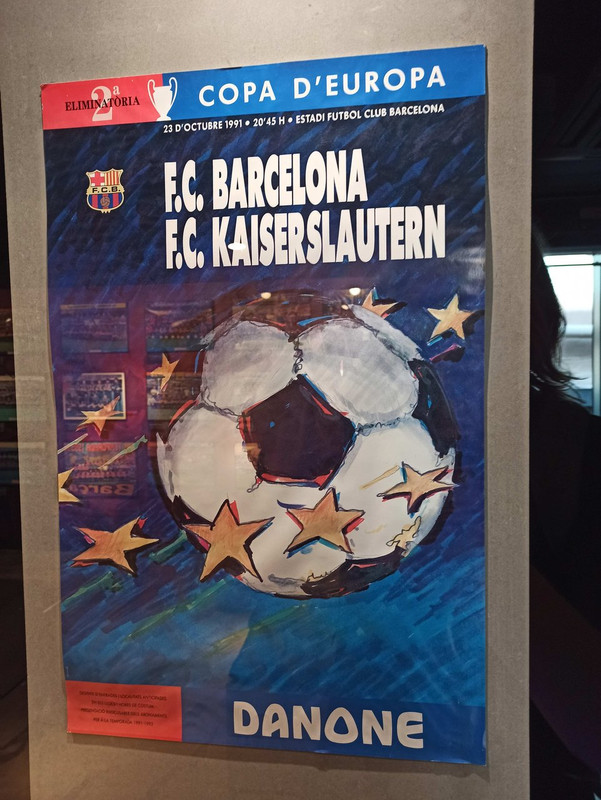 2ª
ELIMINATÒRIA
COPA D'EUROPA
23 D'OCTUBRE 1991 • 20'45 H • ESTADI FUTBOL CLUB BARCELONA
F.C.B.
F.C. BARCELONA
F.C. KAISERSLAUTERN
DANONE